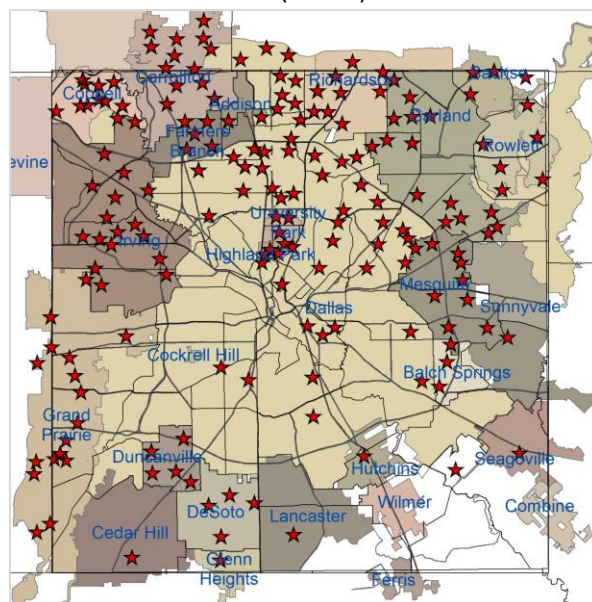 Carrollton
Richardson
Sachse
Coppell
Addison
Garland
Farmers
Branch
Rowlett
evine
University
Park
Irving
Highland Park
Mesquite
Sunnyvale
Dallas
Cockrell Hill
Balch Springs
Grand
Prairie
Duncanville
Hutchins
Seagoville
DeSoto
Wilmer
Combine
Cedar Hill
Lancaster
Glenn
Heights
Ferris